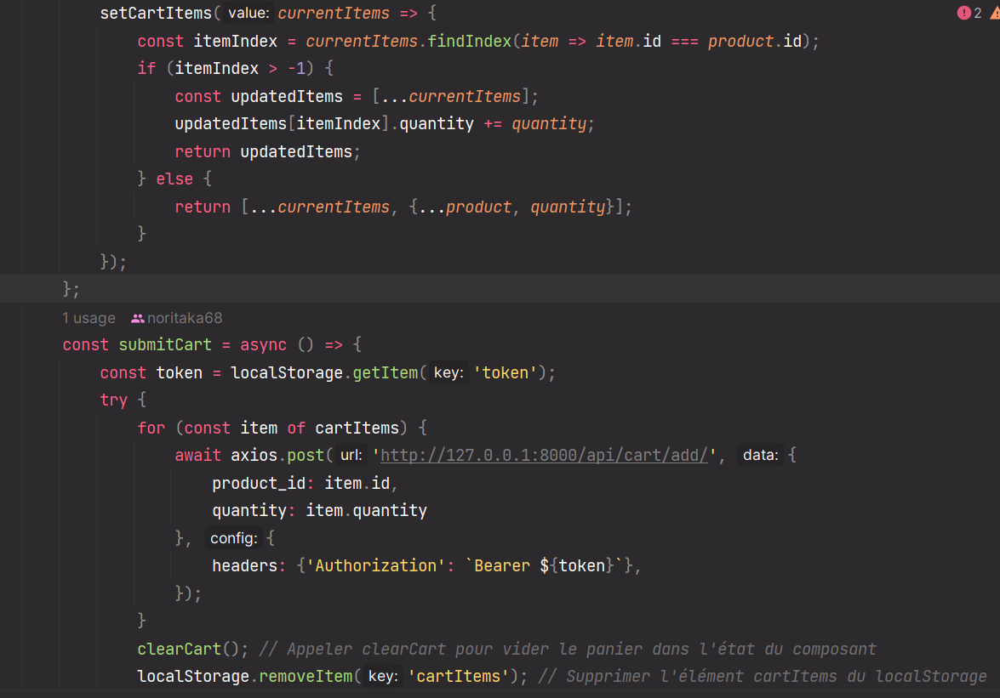 setCartItems( value: currentItems => {
2
const itemIndex = currentItems.findIndex(item => item.id === product.id);
if (itemIndex > -1) {
const updatedItems = [...currentItems];
updatedItems[itemIndex].quantity += quantity;
return updatedItems;
} else {
return [...currentItems, {...product, quantity}];
}
});
};
1 usage noritaka68
const submitCart = async () => {
const token = localStorage.getItem( key: 'token');
try {
for (const item of cartItems) {
await axios.post( url: 'http://127.0.0.1:8000/api/cart/add/', data: {
product_id: item.id,
quantity: item.quantity
}, config: {
headers: {'Authorization': `Bearer ${token}`},
});
}
clearCart(); // Appeler clearCart pour vider le panier dans l'état du composant
localStorage.removeItem( key: 'cartItems'); // Supprimer l'élément cartItems du localStorage